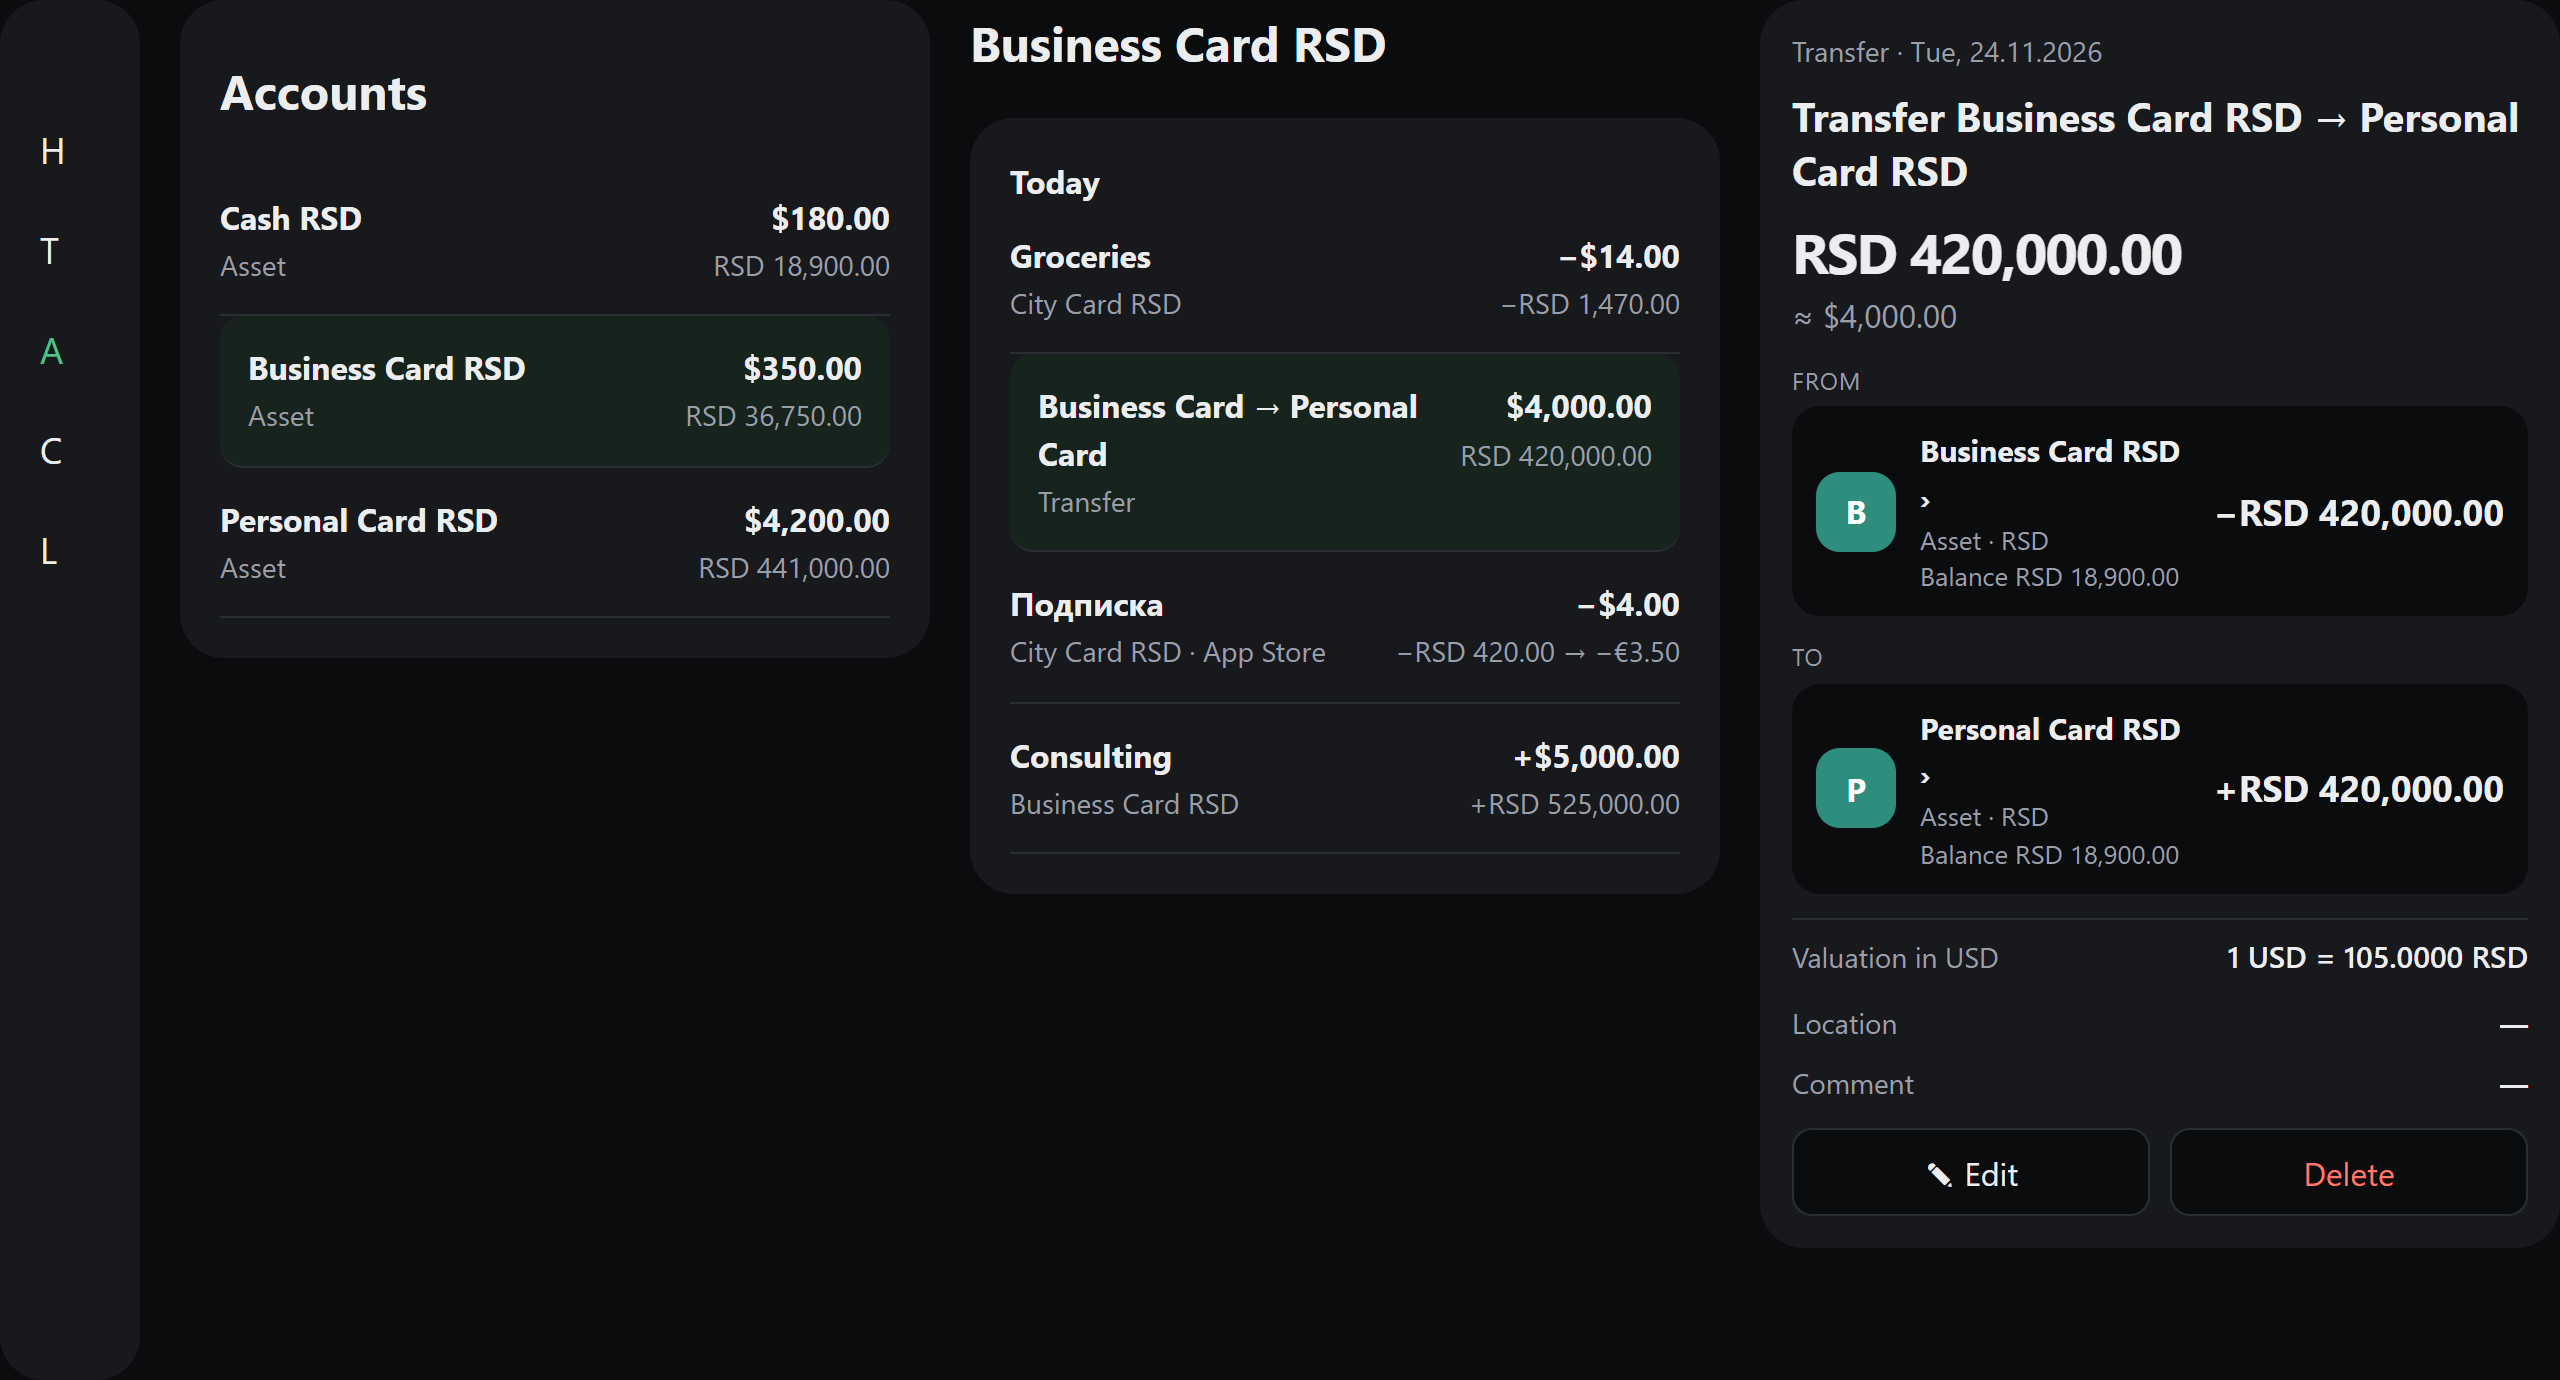 H
T
A
C
L
Accounts
Cash RSD $180.00
Asset RSD 18,900.00
Business Card RSD $350.00
Asset RSD 36,750.00
Personal Card RSD $4,200.00
Asset RSD 441,000.00
Business Card RSD
Today
Groceries −$14.00
City Card RSD −RSD 1,470.00
Business Card → Personal $4,000.00
Card RSD 420,000.00
Transfer
Подписка −$4.00
City Card RSD · App Store −RSD 420.00 → −€3.50
Consulting +$5,000.00
Business Card RSD +RSD 525,000.00
Transfer · Tue, 24.11.2026
Transfer Business Card RSD → Personal
Card RSD
RSD 420,000.00
≈ $4,000.00
FROM
Business Card RSD
›
B −RSD 420,000.00
Asset · RSD
Balance RSD 18,900.00
TO
Personal Card RSD
›
P +RSD 420,000.00
Asset · RSD
Balance RSD 18,900.00
Valuation in USD 1 USD = 105.0000 RSD
Location —
Comment —
✏ Edit Delete